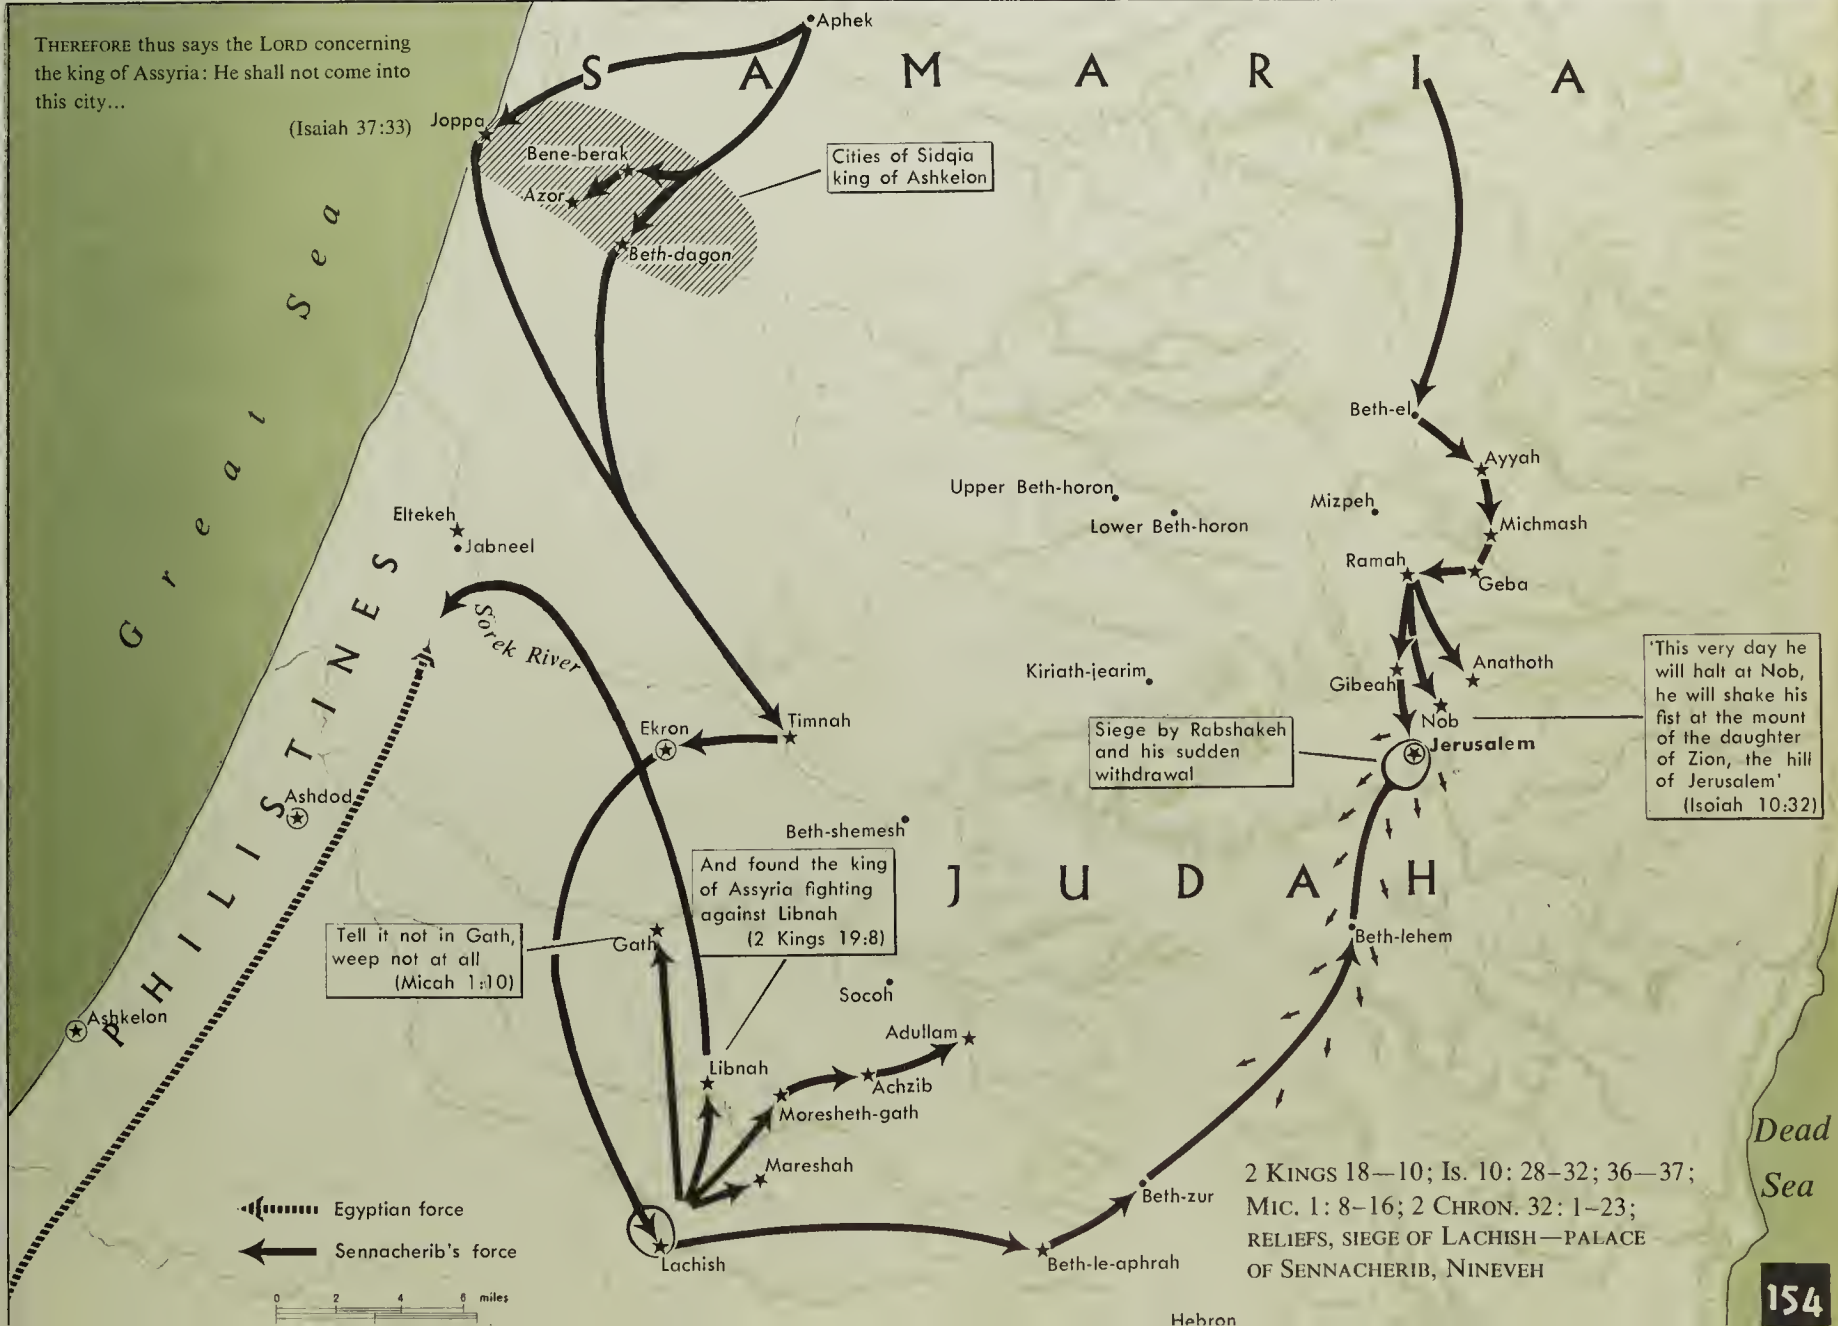 THEREFORE thus says the LORD concerning
the king of Assyria: He shall not come into
this city...
(Isaiah 37:33)
Aphek
SAMARIA
Joppa
Bene-berak
Azor
Beth-dagon
Cities of Sidqia
king of Ashkelon
Great Sea
Beth-el
Ayyah
Upper Beth-horon
Lower Beth-horon
Mizpeh
Michmash
Ramah
Geba
Eltekeh
Jabneel
Sorek River
PHILISTINES
Kiriath-jearim
Gibeah
Anathoth
Nob
'This very day he
will halt at Nob,
he will shake his
fist at the mount
of the daughter
of Zion, the hill
of Jerusalem'
(Isoiah 10:32)
Ekron
Timnah
Siege by Rabshakeh
and his sudden
withdrawal
Jerusalem
Ashdod
Beth-shemesh
And found the king
of Assyria fighting
against Libnah
(2 Kings 19:8)
JUDAH
Tell it not in Gath,
weep not at all
(Micah 1:10)
Gath
Beth-lehem
Socoh
Ashkelon
Adullam
Libnah
Achzib
Moresheth-gath
Mareshah
Dead
Sea
Beth-zur
2 KINGS 18—10; IS. 10: 28-32; 36—37;
MIC. 1: 8-16; 2 CHRON. 32: 1-23;
RELIEFS, SIEGE OF LACHISH—PALACE
OF SENNACHERIB, NINEVEH
Egyptian force
Sennacherib's force
Lachish
Beth-le-aphrah
0 2 4 6 miles
Hebron
154